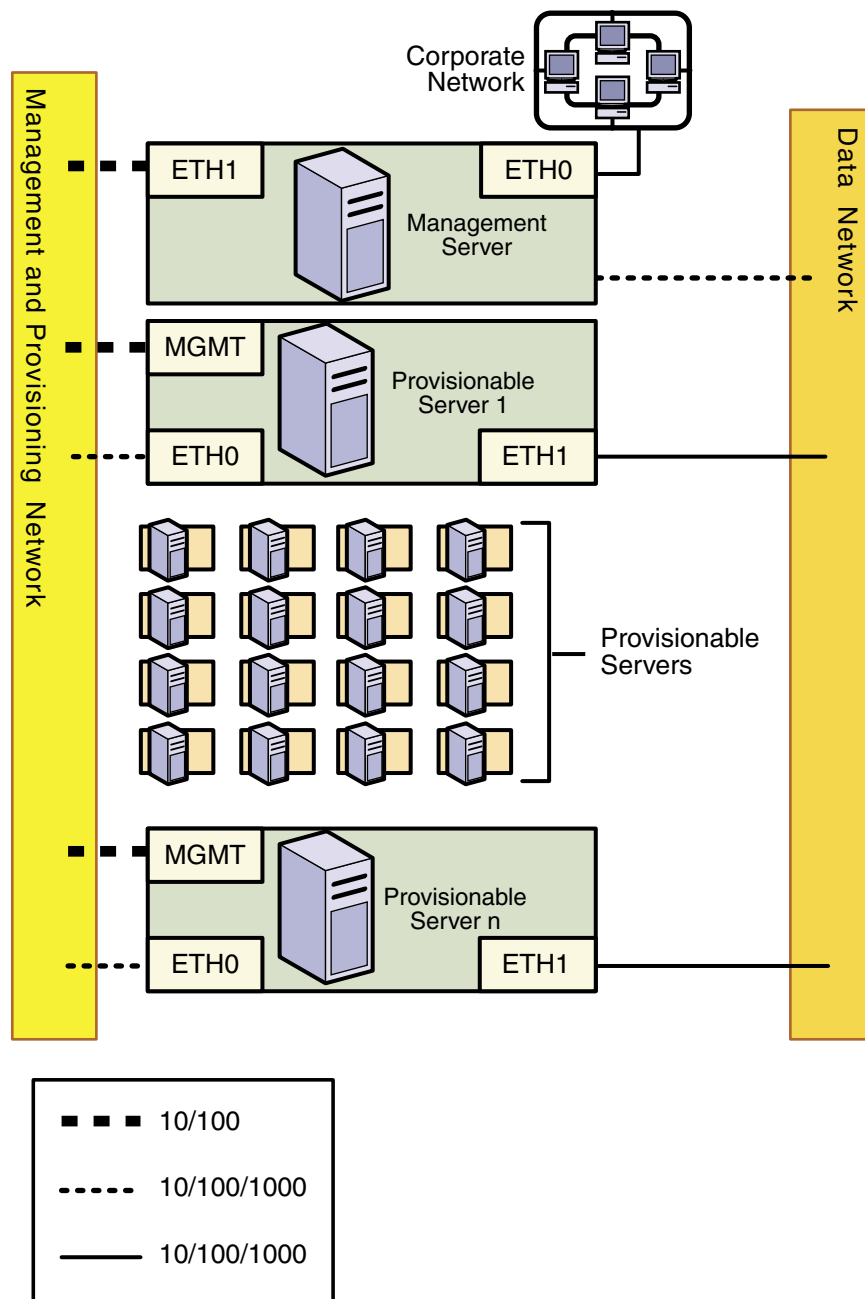 Corporate
Network
Management and Provisioning Network
Data Network
ETH1
ETH0
Management
Server
MGMT
Provisionable
Server 1
ETH0
ETH1
Provisionable
Servers
MGMT
Provisionable
Server n
ETH0
ETH1
10/100
10/100/1000
10/100/1000